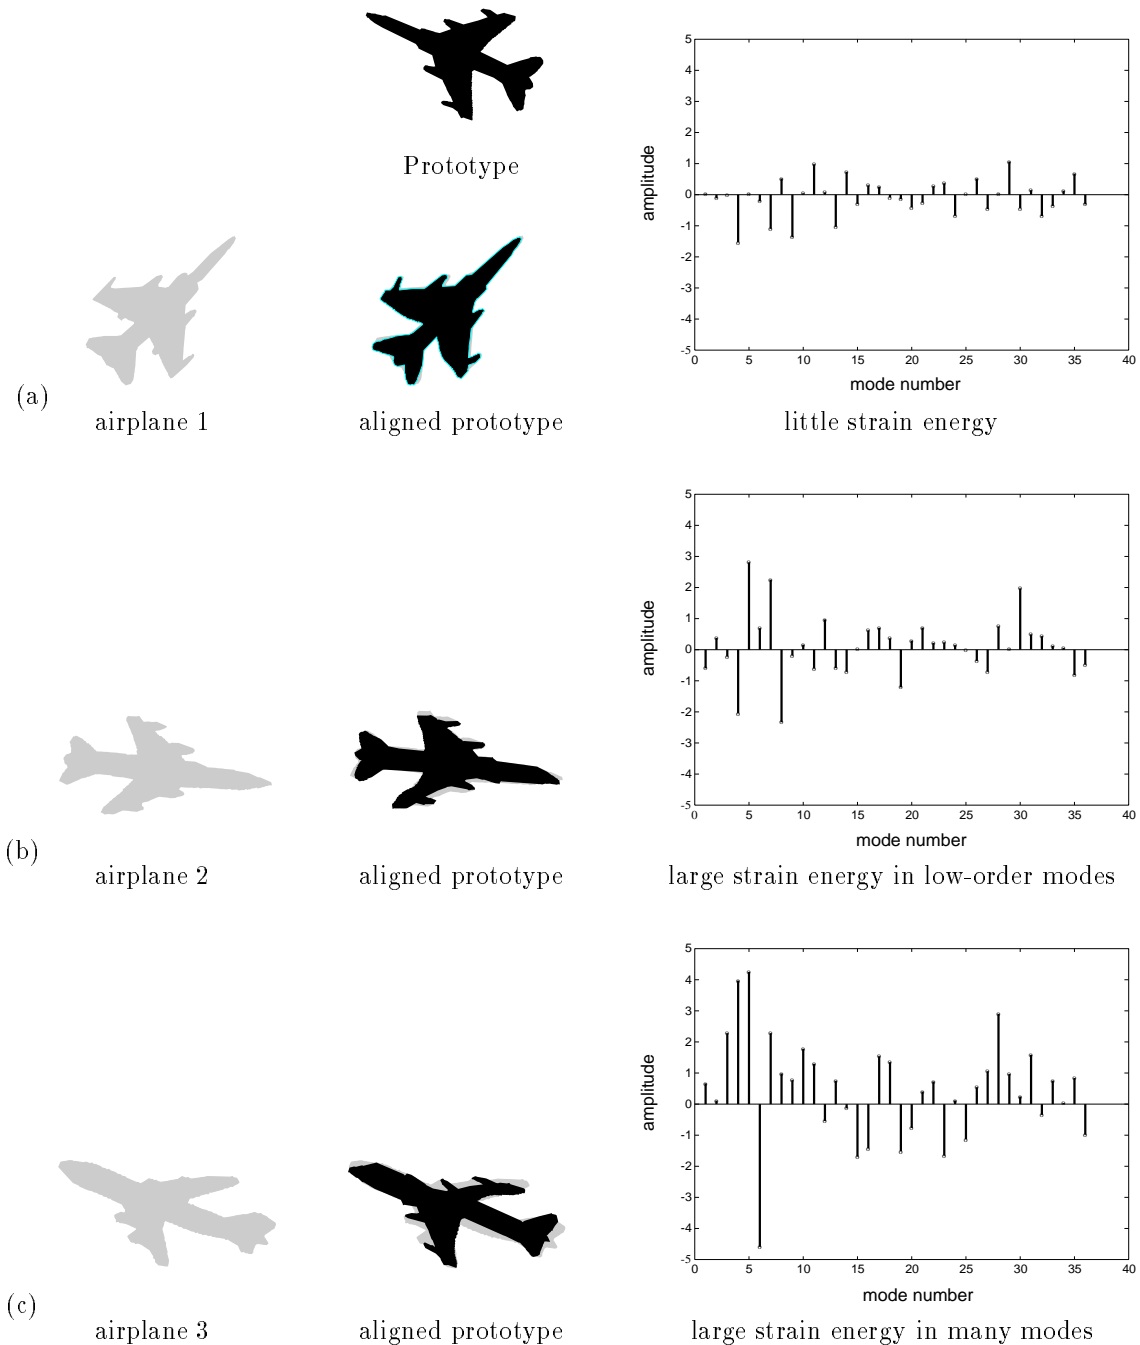 Prototype
5
4
3
2
1
0
-1
-2
-3
-4
-5
amplitude
0 5 10 15 20 25 30 35 40
mode number
(a)
airplane 1 aligned prototype little strain energy
5
4
3
2
1
0
-1
-2
-3
-4
-5
amplitude
0 5 10 15 20 25 30 35 40
mode number
(b)
airplane 2 aligned prototype large strain energy in low-order modes
5
4
3
2
1
0
-1
-2
-3
-4
-5
amplitude
0 5 10 15 20 25 30 35 40
mode number
(c)
airplane 3 aligned prototype large strain energy in many modes